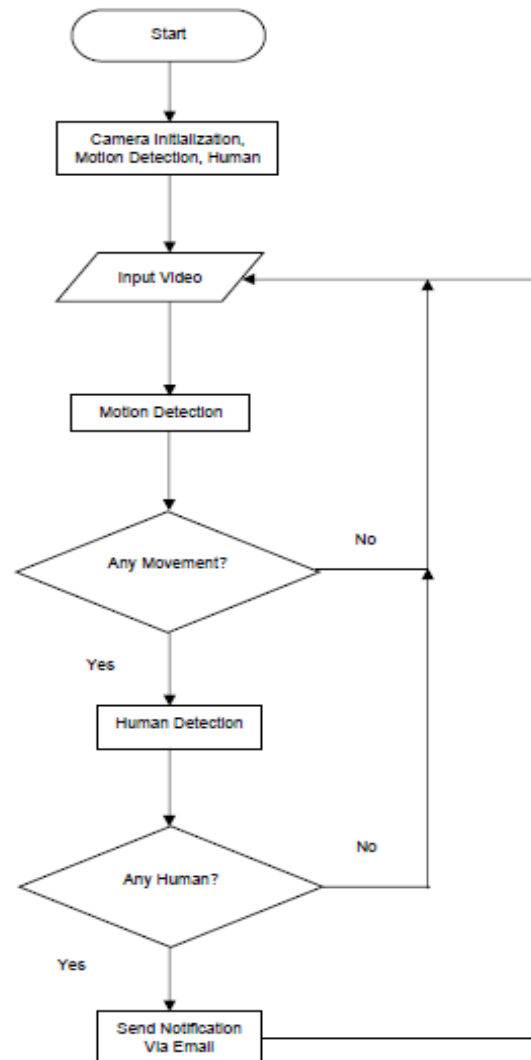 Start
Camera Initialization,
Motion Detection, Human
Input Video
Motion Detection
Any Movement?
No
Yes
Human Detection
Any Human?
No
Yes
Send Notification
Via Email